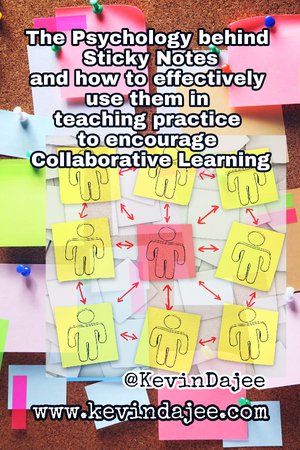 The Psychology behind
Sticky Notes
and how to effectively
use them in
teaching practice
to encourage
Collaborative Learning
@KevinDajee
www.kevindajee.com